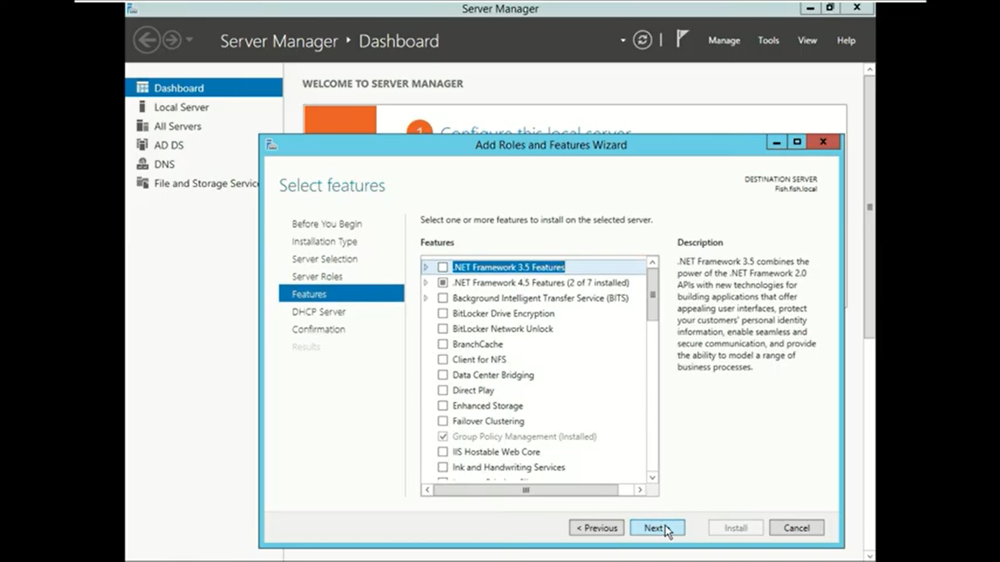 Server Manager
Server Manager • Dashboard
Manage Tools View Help
Dashboard
Local Server
All Servers
AD DS
DNS
File and Storage Servic
WELCOME TO SERVER MANAGER
1 Configure this local server
Add Roles and Features Wizard
Select features
DESTINATION SERVER
Fish.fish.local
Before You Begin
Installation Type
Server Selection
Server Roles
Features
DHCP Server
Confirmation
Results
Select one or more features to install on the selected server.
Features
.NET Framework 3.5 Features
.NET Framework 4.5 Features (2 of 7 installed)
Background Intelligent Transfer Service (BITS)
BitLocker Drive Encryption
BitLocker Network Unlock
BranchCache
Client for NFS
Data Center Bridging
Direct Play
Enhanced Storage
Failover Clustering
Group Policy Management (Installed)
IIS Hostable Web Core
Ink and Handwriting Services
Description
.NET Framework 3.5 combines the
power of the .NET Framework 2.0
APIs with new technologies for
building applications that offer
appealing user interfaces, protect
your customers' personal identity
information, enable seamless and
secure communication, and provide
the ability to model a range of
business processes.
< Previous
Next
Install
Cancel